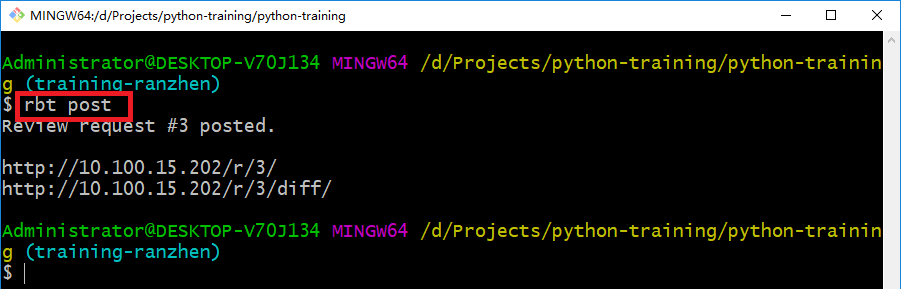 MINGW64:/d/Projects/python-training/python-training
Administrator@DESKTOP-V70J134 MINGW64 /d/Projects/python-training/python-trainin
g (training-ranzhen)
$ rbt post
Review request #3 posted.
http://10.100.15.202/r/3/
http://10.100.15.202/r/3/diff/
Administrator@DESKTOP-V70J134 MINGW64 /d/Projects/python-training/python-trainin
g (training-ranzhen)
$